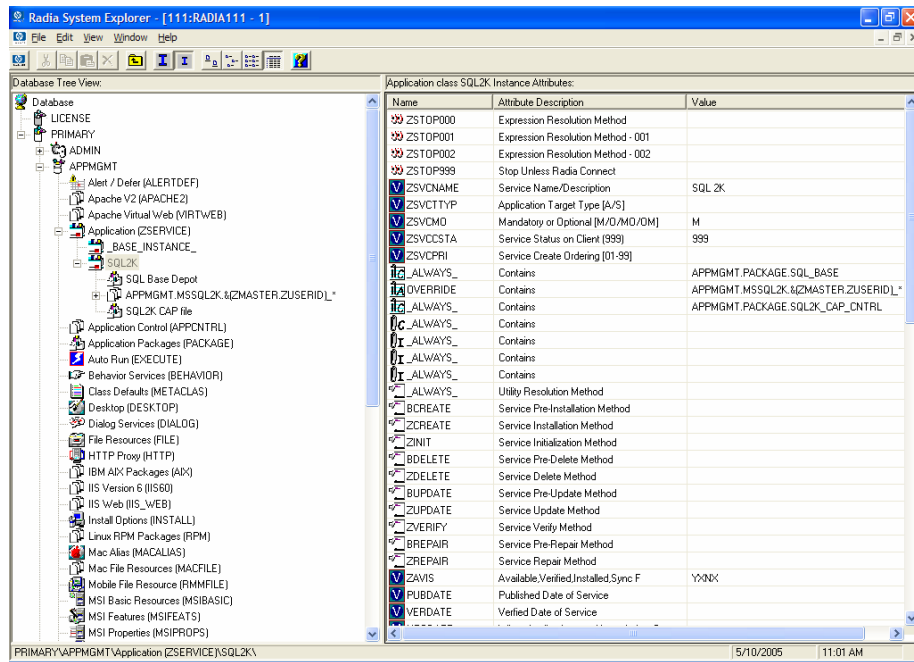 Radia System Explorer - [111:RADIA111 - 1]
File Edit View Window Help
Database Tree View:
Database
LICENSE
PRIMARY
ADMIN
APPMGMT
Alert / Defer (ALERTDEF)
Apache V2 (APACHE2)
Apache Virtual Web (VIRTWEB)
Application (ZSERVICE)
_BASE_INSTANCE_
SQL2K
SQL Base Depot
APPMGMT.MSSQL2K.&(ZMASTER.ZUSERID)_*
SQL2K CAP file
Application Control (APPCNTRL)
Application Packages (PACKAGE)
Auto Run (EXECUTE)
Behavior Services (BEHAVIOR)
Class Defaults (METACLAS)
Desktop (DESKTOP)
Dialog Services (DIALOG)
File Resources (FILE)
HTTP Proxy (HTTP)
IBM AIX Packages (AIX)
IIS Version 6 (IIS60)
IIS Web (IIS_WEB)
Install Options (INSTALL)
Linux RPM Packages (RPM)
Mac Alias (MACALIAS)
Mac File Resources (MACFILE)
Mobile File Resource (RMMFILE)
MSI Basic Resources (MSIBASIC)
MSI Features (MSIFEATS)
MSI Properties (MSIPROPS)
Application class SQL2K Instance Attributes:
Name Attribute Description Value
ZSTOP000 Expression Resolution Method
ZSTOP001 Expression Resolution Method - 001
ZSTOP002 Expression Resolution Method - 002
ZSTOP999 Stop Unless Radia Connect
V ZSVCNAME Service Name/Description SQL 2K
V ZSVCTTYP Application Target Type [A/S]
V ZSVCMO Mandatory or Optional [M/O/MO/OM] M
V ZSVCCSTA Service Status on Client (999) 999
V ZSVCPRI Service Create Ordering [01-99]
_ALWAYS_ Contains APPMGMT.PACKAGE.SQL_BASE
OVERRIDE Contains APPMGMT.MSSQL2K.&(ZMASTER.ZUSERID)_*
_ALWAYS_ Contains APPMGMT.PACKAGE.SQL2K_CAP_CNTRL
_ALWAYS_ Contains
_ALWAYS_ Contains
_ALWAYS_ Contains
_ALWAYS_ Contains
_ALWAYS_ Utility Resolution Method
BCREATE Service Pre-Installation Method
ZCREATE Service Installation Method
ZINIT Service Initialization Method
BDELETE Service Pre-Delete Method
ZDELETE Service Delete Method
BUPDATE Service Pre-Update Method
ZUPDATE Service Update Method
ZVERIFY Service Verify Method
BREPAIR Service Pre-Repair Method
ZREPAIR Service Repair Method
V ZAVIS Available,Verified,Installed,Sync F YXNX
V PUBDATE Published Date of Service
V VERDATE Verfied Date of Service
PRIMARY\APPMGMT\Application (ZSERVICE)\SQL2K\ 5/10/2005 11:01 AM